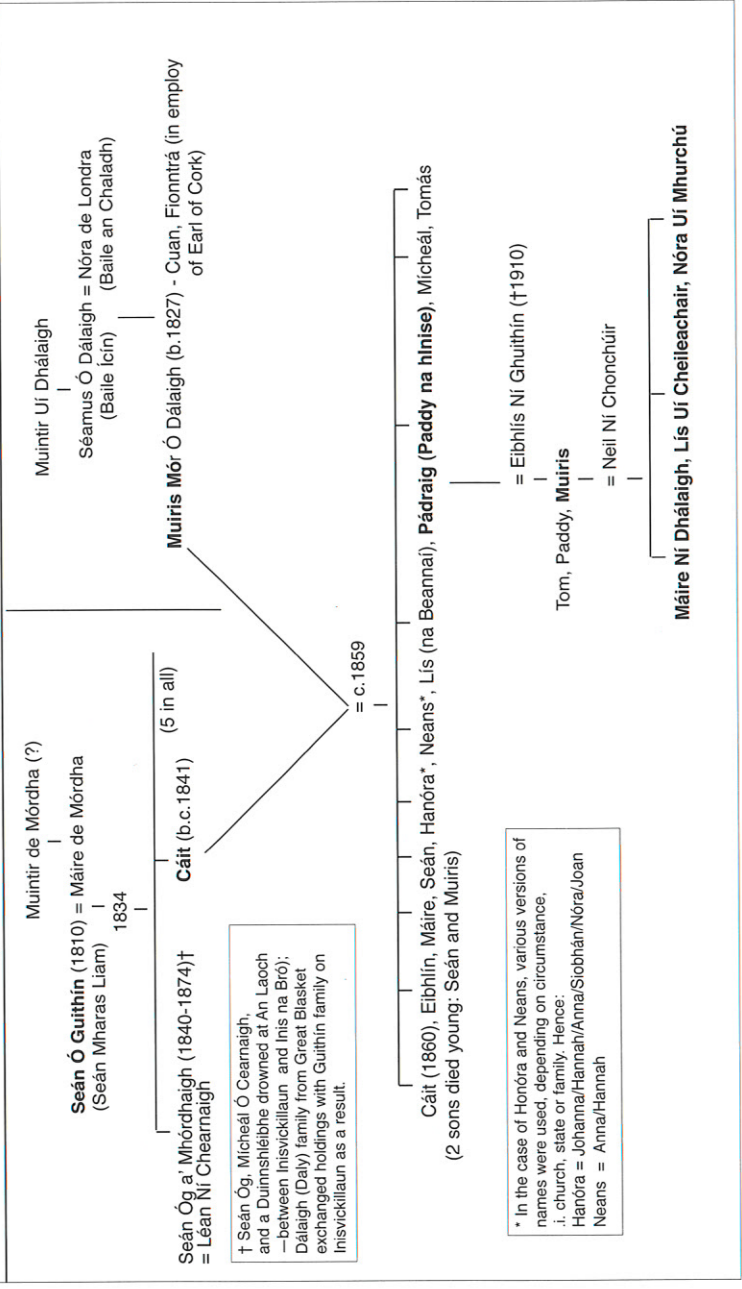 Muintir de Mórdha (?)
Seán Ó Guithín (1810) = Máire de Mórdha
(Seán Mharas Liam)
1834
Seán Óg a' Mhórdhaigh (1840-1874)†
= Léan Ní Chearnaigh
Cáit (b.c.1841)
(5 in all)
† Seán Óg, Mícheál Ó Cearnaigh,
and a Duinnshléibhe drowned at An Laoch
—between Inisvickillaun and Inis na Bró);
Dálaigh (Daly) family from Great Blasket
exchanged holdings with Guithín family on
Inisvickillaun as a result.
Muintir Uí Dhálaigh
Séamus Ó Dálaigh = Nóra de Londra
(Baile Ícín) (Baile an Chaladh)
Muiris Mór Ó Dálaigh (b.1827) - Cuan, Fionntrá (in employ
of Earl of Cork)
= c.1859
Cáit (1860), Eibhlín, Máire, Seán, Hanóra*, Neans*, Lís (na Beannaí), Pádraig (Paddy na hInise), Mícheál, Tomás
(2 sons died young: Seán and Muiris)
= Eibhlís Ní Ghuithín (†1910)
Tom, Paddy, Muiris
= Neil Ní Chonchúir
Máire Ní Dhálaigh, Lís Uí Cheileachair, Nóra Uí Mhurchú
* In the case of Honóra and Neans, various versions of
names were used, depending on circumstance,
.i. church, state or family. Hence:
Hanóra = Johanna/Hannah/Anna/Siobhán/Nóra/Joan
Neans = Anna/Hannah